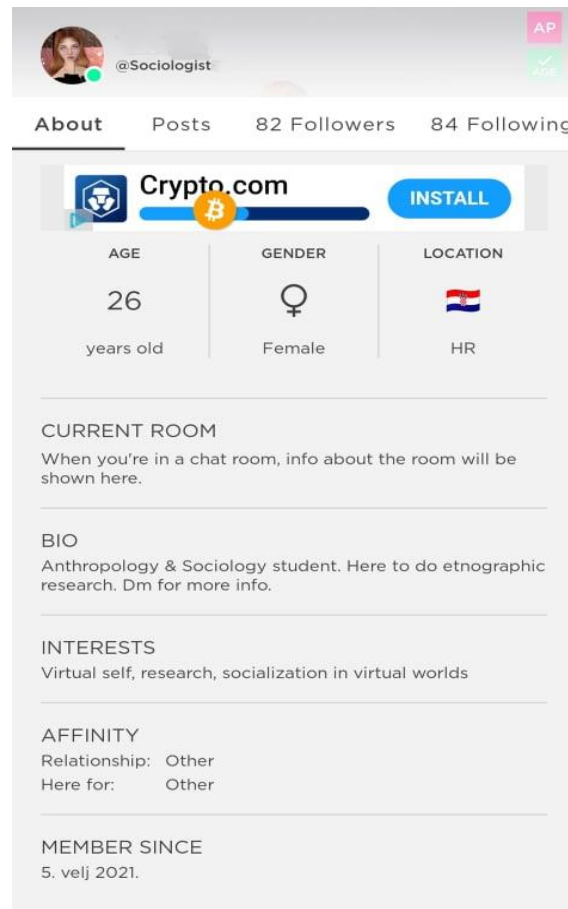 AP
@Sociologist
AGE
About Posts 82 Followers 84 Following
Crypto.com
INSTALL
AGE GENDER LOCATION
26
years old Female HR
CURRENT ROOM
When you're in a chat room, info about the room will be
shown here.
BIO
Anthropology & Sociology student. Here to do etnographic
research. Dm for more info.
INTERESTS
Virtual self, research, socialization in virtual worlds
AFFINITY
Relationship: Other
Here for: Other
MEMBER SINCE
5. velj 2021.